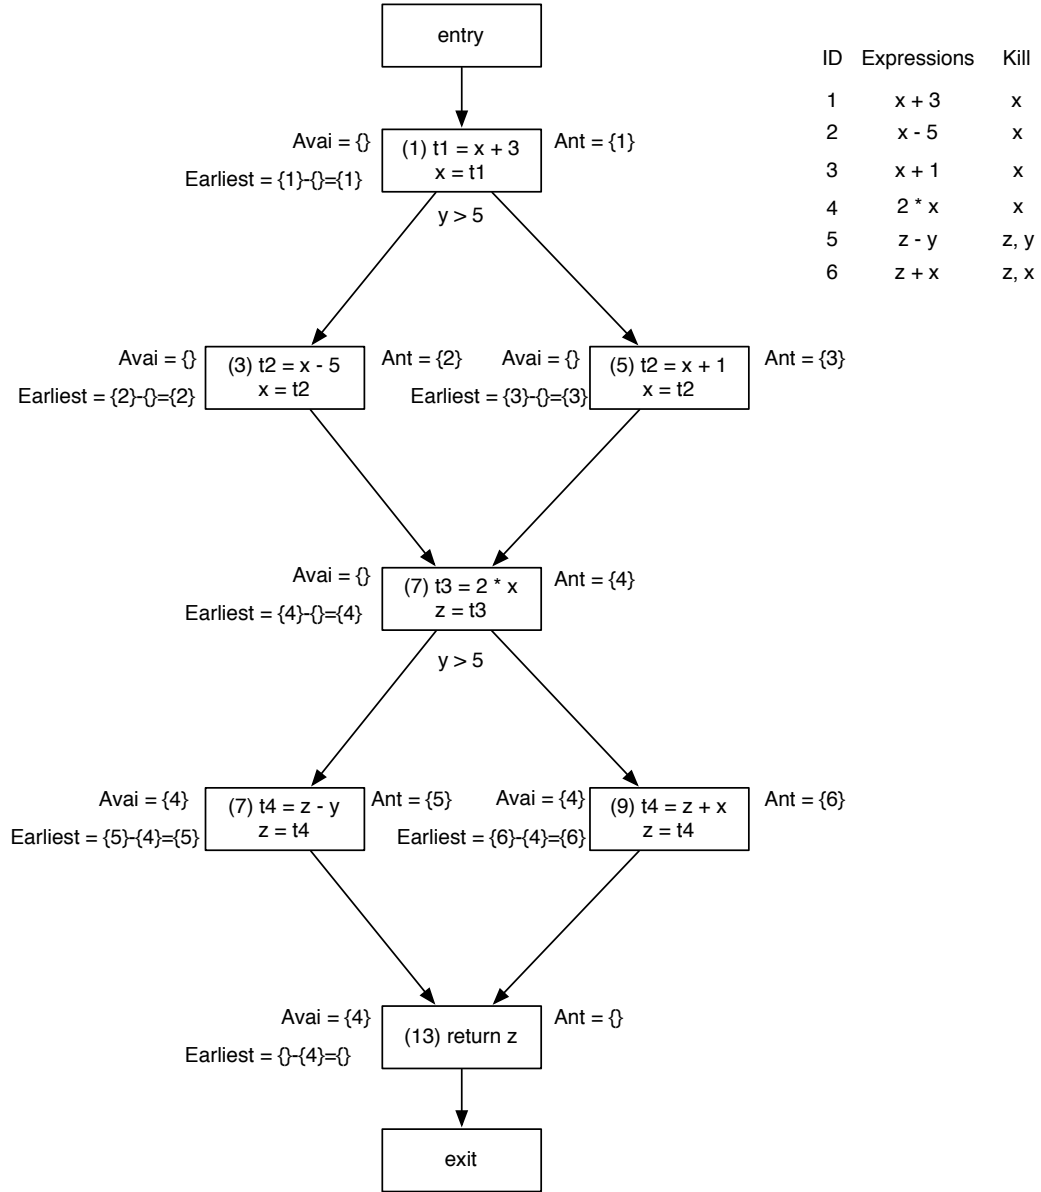 entry
ID Expressions Kill
1 x + 3 x
2 x - 5 x
3 x + 1 x
4 2 * x x
5 z - y z, y
6 z + x z, x
Avai = {}
Earliest = {1}-{}={1}
(1) t1 = x + 3
x = t1
Ant = {1}
y > 5
Avai = {}
Earliest = {2}-{}={2}
(3) t2 = x - 5
x = t2
Ant = {2}
Avai = {}
Earliest = {3}-{}={3}
(5) t2 = x + 1
x = t2
Ant = {3}
Avai = {}
Earliest = {4}-{}={4}
(7) t3 = 2 * x
z = t3
Ant = {4}
y > 5
Avai = {4}
Earliest = {5}-{4}={5}
(7) t4 = z - y
z = t4
Ant = {5}
Avai = {4}
Earliest = {6}-{4}={6}
(9) t4 = z + x
z = t4
Ant = {6}
Avai = {4}
Earliest = {}-{4}={}
(13) return z
Ant = {}
exit